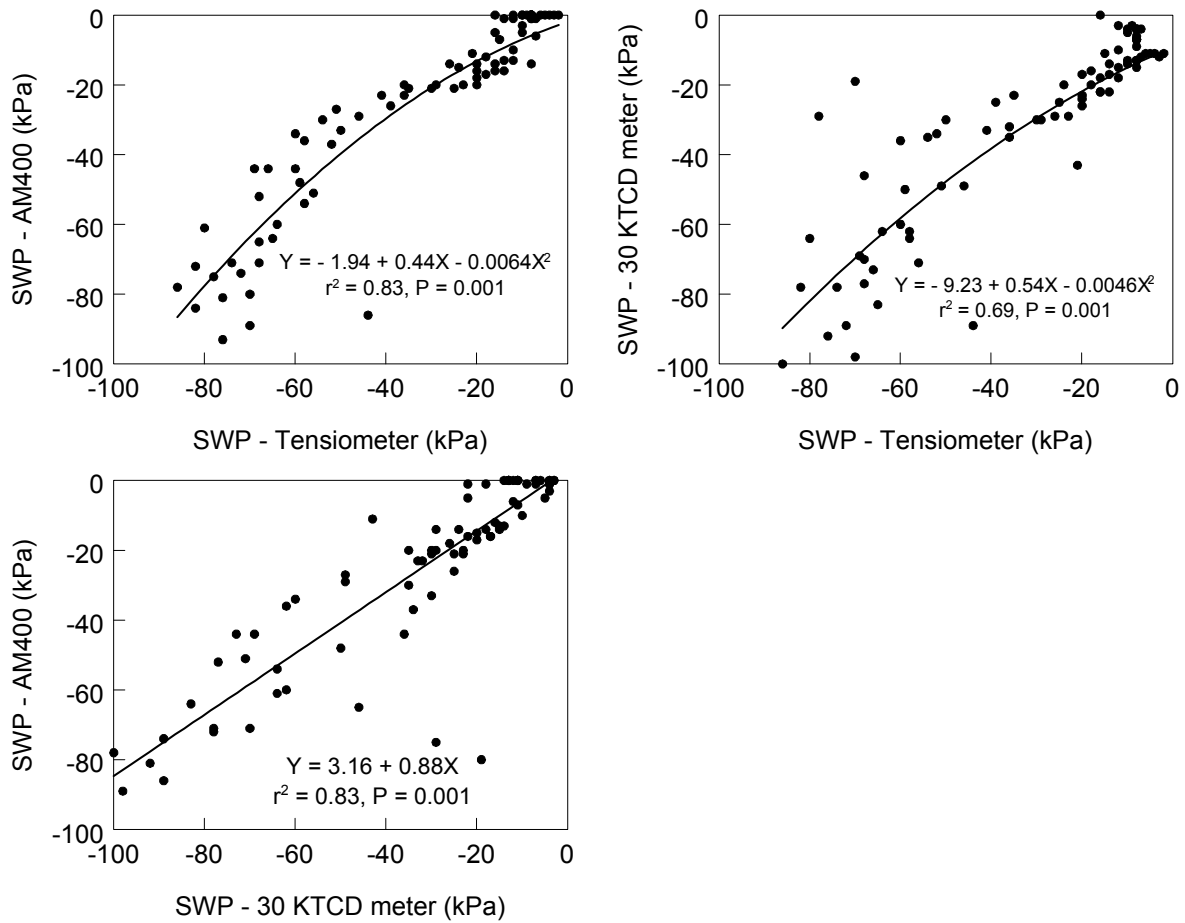 SWP - AM400 (kPa)
0
-20
-40
-60
-80
-100
Y = - 1.94 + 0.44X - 0.0064X²
r² = 0.83, P = 0.001
-100 -80 -60 -40 -20 0
SWP - Tensiometer (kPa)
SWP - 30 KTCD meter (kPa)
0
-20
-40
-60
-80
-100
Y = - 9.23 + 0.54X - 0.0046X²
r² = 0.69, P = 0.001
-100 -80 -60 -40 -20 0
SWP - Tensiometer (kPa)
SWP - AM400 (kPa)
0
-20
-40
-60
-80
-100
Y = 3.16 + 0.88X
r² = 0.83, P = 0.001
-100 -80 -60 -40 -20 0
SWP - 30 KTCD meter (kPa)